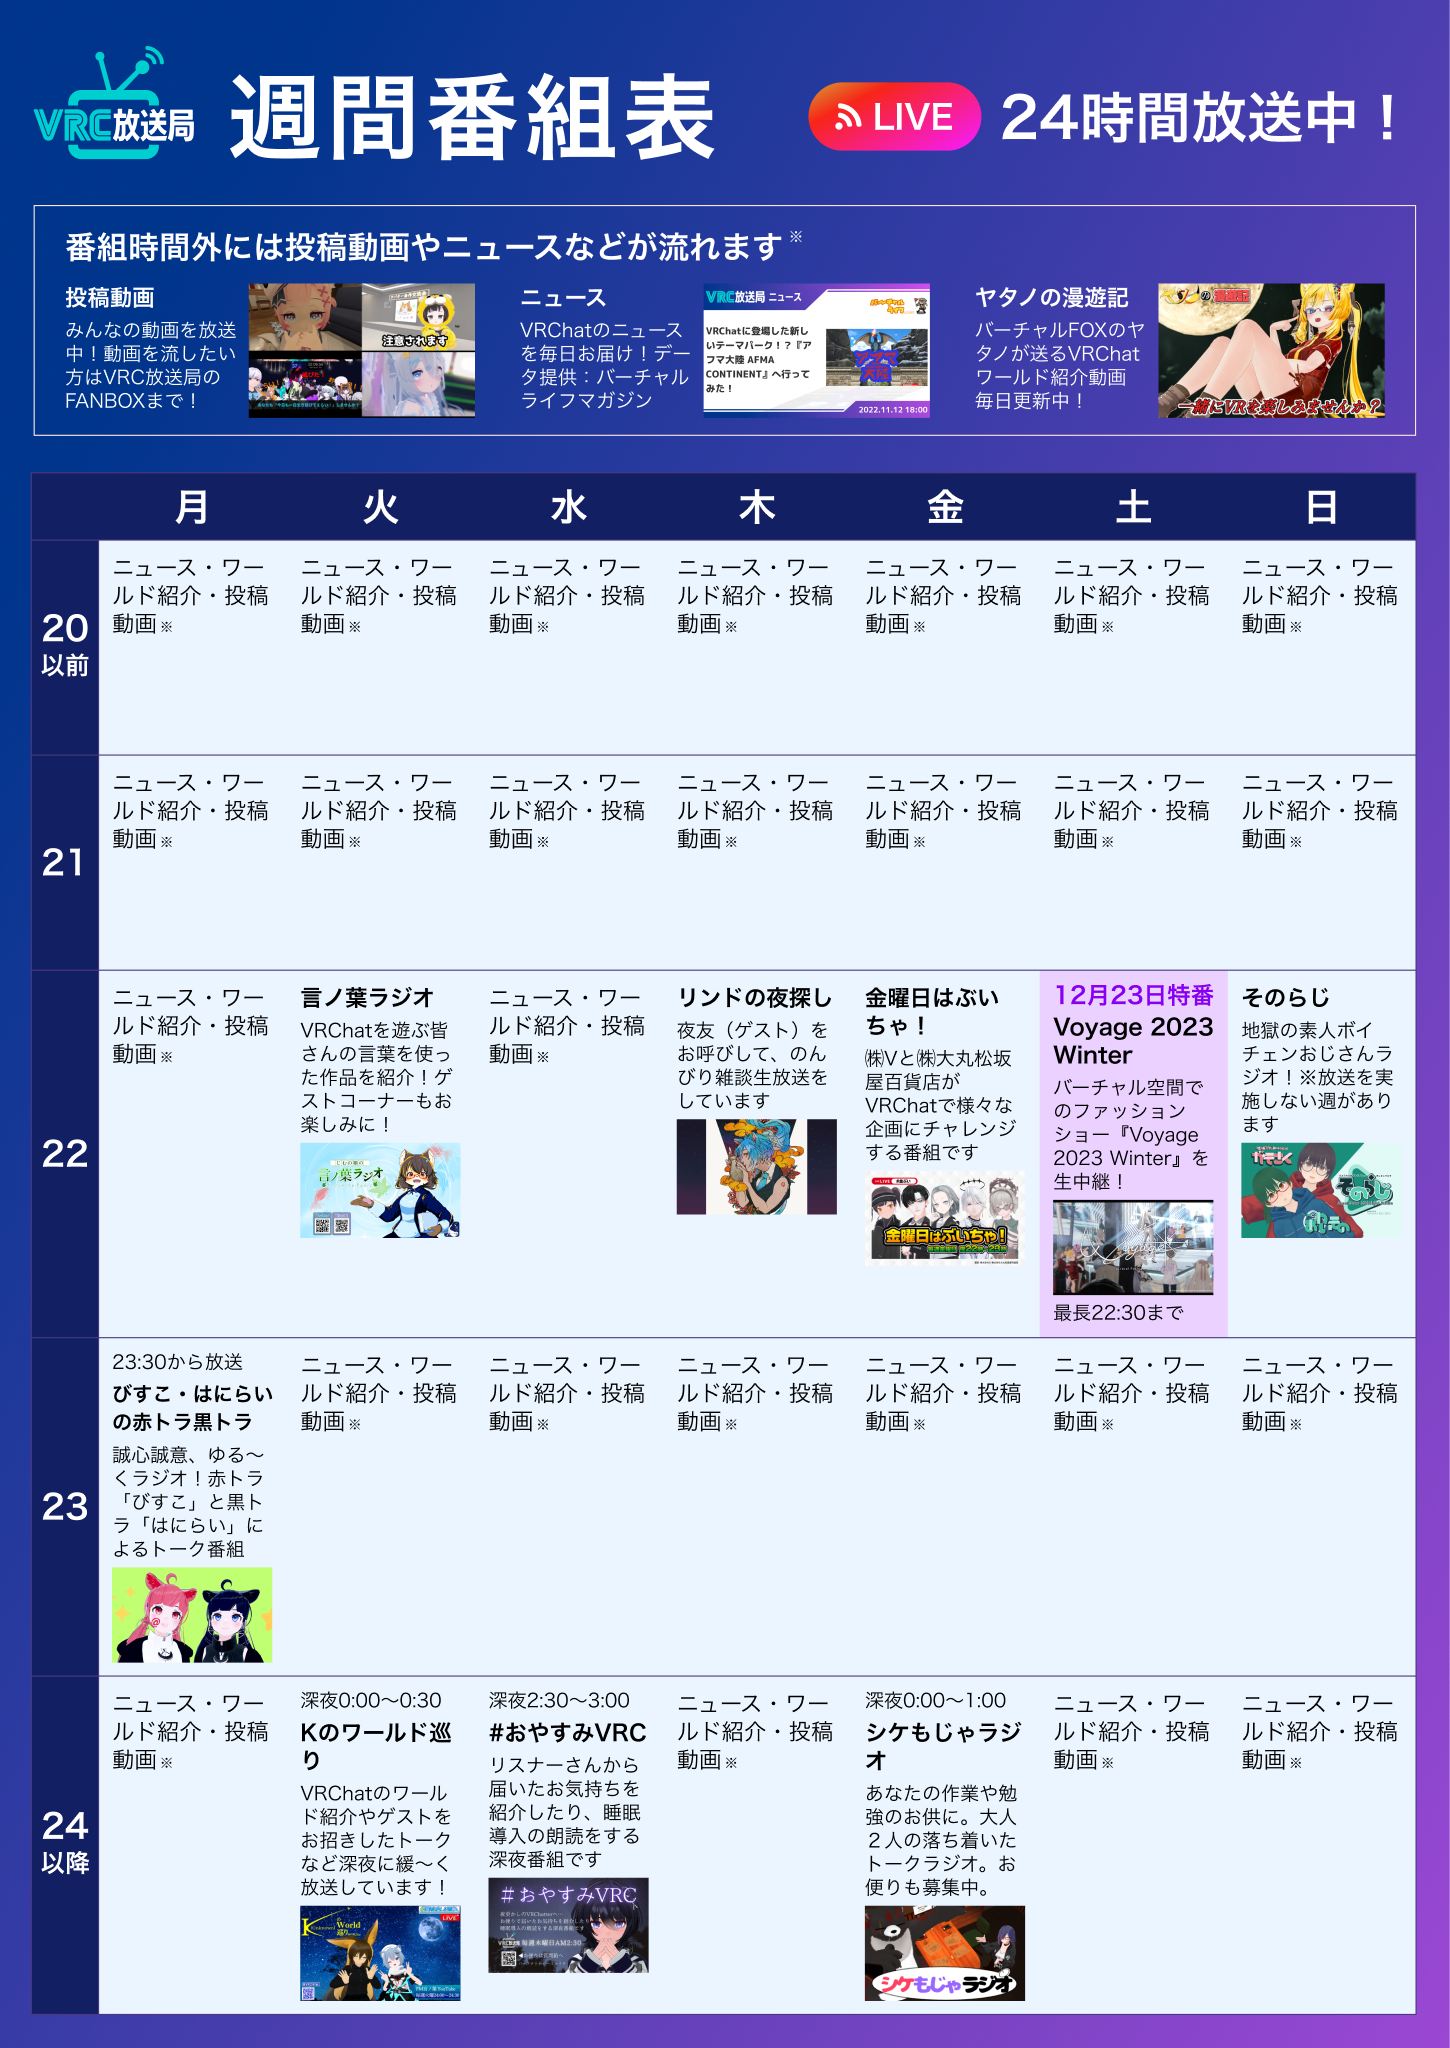 VRC放送局
週間番組表
LIVE
24時間放送中！
番組時間外には投稿動画やニュースなどが流れます※
投稿動画
みんなの動画を放送
中！動画を流したい
方はVRC放送局の
FANBOXまで！
注意されます
ニュース
VRChatのニュース
を毎日お届け！デー
タ提供：バーチャル
ライフマガジン
VRC放送局 ニュース
VRChatに登場した新し
いテーマパーク！？『ア
フマ大陸 AFMA
CONTINENT』へ行って
みた！
アフマ
大陸
2022.11.12 18:00
ヤタノの漫遊記
バーチャルFOXのヤ
タノが送るVRChat
ワールド紹介動画
毎日更新中！
ヤタノの漫遊記
一緒にVRを楽しみませんか？
月 火 水 木 金 土 日
20
以前
ニュース・ワー
ルド紹介・投稿
動画※
ニュース・ワー
ルド紹介・投稿
動画※
ニュース・ワー
ルド紹介・投稿
動画※
ニュース・ワー
ルド紹介・投稿
動画※
ニュース・ワー
ルド紹介・投稿
動画※
ニュース・ワー
ルド紹介・投稿
動画※
ニュース・ワー
ルド紹介・投稿
動画※
21
ニュース・ワー
ルド紹介・投稿
動画※
ニュース・ワー
ルド紹介・投稿
動画※
ニュース・ワー
ルド紹介・投稿
動画※
ニュース・ワー
ルド紹介・投稿
動画※
ニュース・ワー
ルド紹介・投稿
動画※
ニュース・ワー
ルド紹介・投稿
動画※
ニュース・ワー
ルド紹介・投稿
動画※
22
ニュース・ワー
ルド紹介・投稿
動画※
言ノ葉ラジオ
VRChatを遊ぶ皆
さんの言葉を使っ
た作品を紹介！ゲ
ストコーナーもお
楽しみに！
言ノ葉ラジオ
ニュース・ワー
ルド紹介・投稿
動画※
リンドの夜探し
夜友（ゲスト）を
お呼びして、のん
びり雑談生放送を
しています
金曜日はぶい
ちゃ！
㈱Vと㈱大丸松坂
屋百貨店が
VRChatで様々な
企画にチャレンジ
する番組です
金曜日はぶいちゃ！
12月23日特番
Voyage 2023
Winter
バーチャル空間で
のファッション
ショー『Voyage
2023 Winter』を
生中継！
Voyage
最長22:30まで
そのらじ
地獄の素人ボイ
チェンおじさんラ
ジオ！※放送を実
施しない週があり
ます
23
23:30から放送
びすこ・はにらい
の赤トラ黒トラ
誠心誠意、ゆる〜
くラジオ！赤トラ
「びすこ」と黒ト
ラ「はにらい」に
よるトーク番組
ニュース・ワー
ルド紹介・投稿
動画※
ニュース・ワー
ルド紹介・投稿
動画※
ニュース・ワー
ルド紹介・投稿
動画※
ニュース・ワー
ルド紹介・投稿
動画※
ニュース・ワー
ルド紹介・投稿
動画※
ニュース・ワー
ルド紹介・投稿
動画※
24
以降
ニュース・ワー
ルド紹介・投稿
動画※
深夜0:00〜0:30
Kのワールド巡
り
VRChatのワール
ド紹介やゲストを
お招きしたトーク
など深夜に緩〜く
放送しています！
World
巡り
LIVE
深夜2:30〜3:00
#おやすみVRC
リスナーさんから
届いたお気持ちを
紹介したり、睡眠
導入の朗読をする
深夜番組です
#おやすみVRC
毎週木曜日AM2:30
ニュース・ワー
ルド紹介・投稿
動画※
深夜0:00〜1:00
シケもじゃラジ
オ
あなたの作業や勉
強のお供に。大人
２人の落ち着いた
トークラジオ。お
便りも募集中。
シケもじゃラジオ
ニュース・ワー
ルド紹介・投稿
動画※
ニュース・ワー
ルド紹介・投稿
動画※